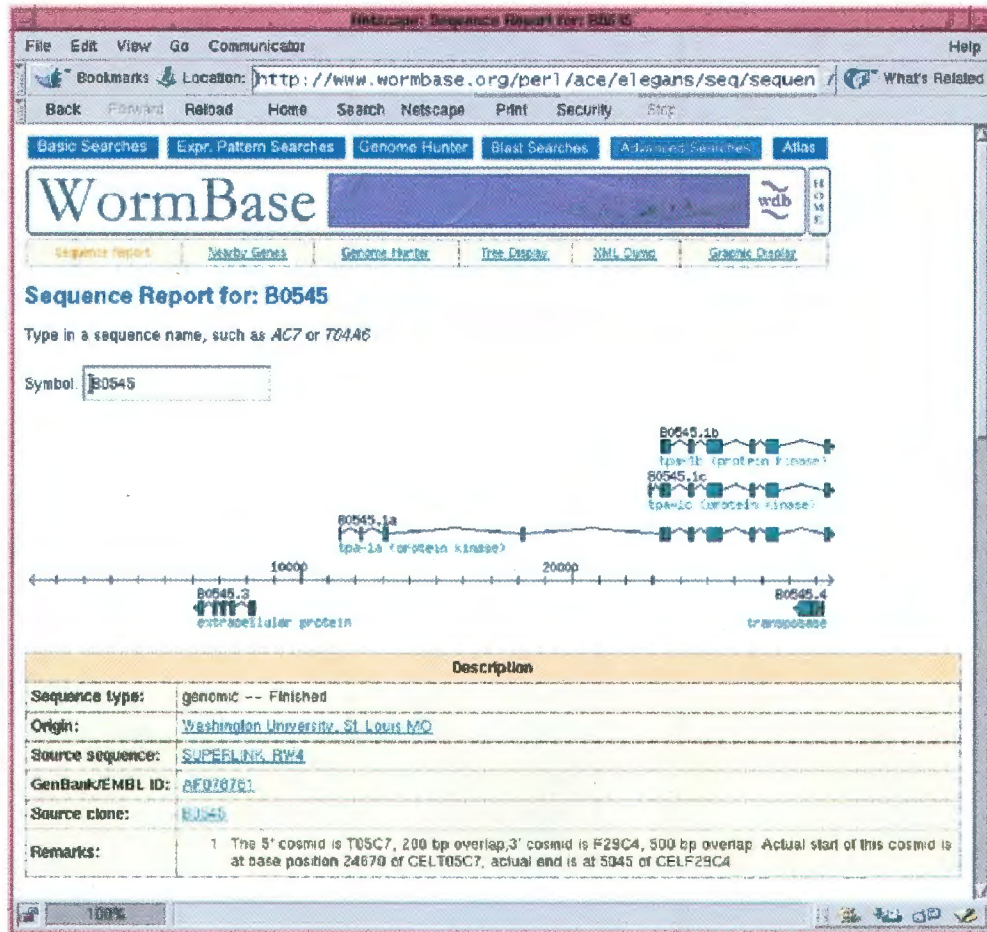 Netscape: Sequence Report for: B0545
File Edit View Go Communicator Help
Bookmarks Location: http://www.wormbase.org/perl/ace/elegans/seq/sequen What's Related
Back Forward Reload Home Search Netscape Print Security Stop
Basic Searches Expr. Pattern Searches Genome Hunter Blast Searches Advanced Searches Atlas
WormBase wdb HOME
Sequence Report Nearby Genes Genome Hunter Tree Display XML Dump Graphic Display
Sequence Report for: B0545
Type in a sequence name, such as AC7 or T04A6
Symbol: B0545
B0545.1b
tpa-1b (protein kinase)
B0545.1c
tpa-1c (protein kinase)
B0545.1a
tpa-1a (protein kinase)
10000p 20000p
B0545.3 B0545.4
extracellular protein transposase
Description
Sequence type: genomic -- Finished
Origin: Washington University, St. Louis MO
Source sequence: SUPERLINK_RW4
GenBank/EMBL ID: AF076761
Source clone: B0545
Remarks: 1 The 5' cosmid is T05C7, 200 bp overlap,3' cosmid is F29C4, 500 bp overlap Actual start of this cosmid is
at base position 24670 of CELT05C7, actual end is at 5045 of CELF29C4
100%